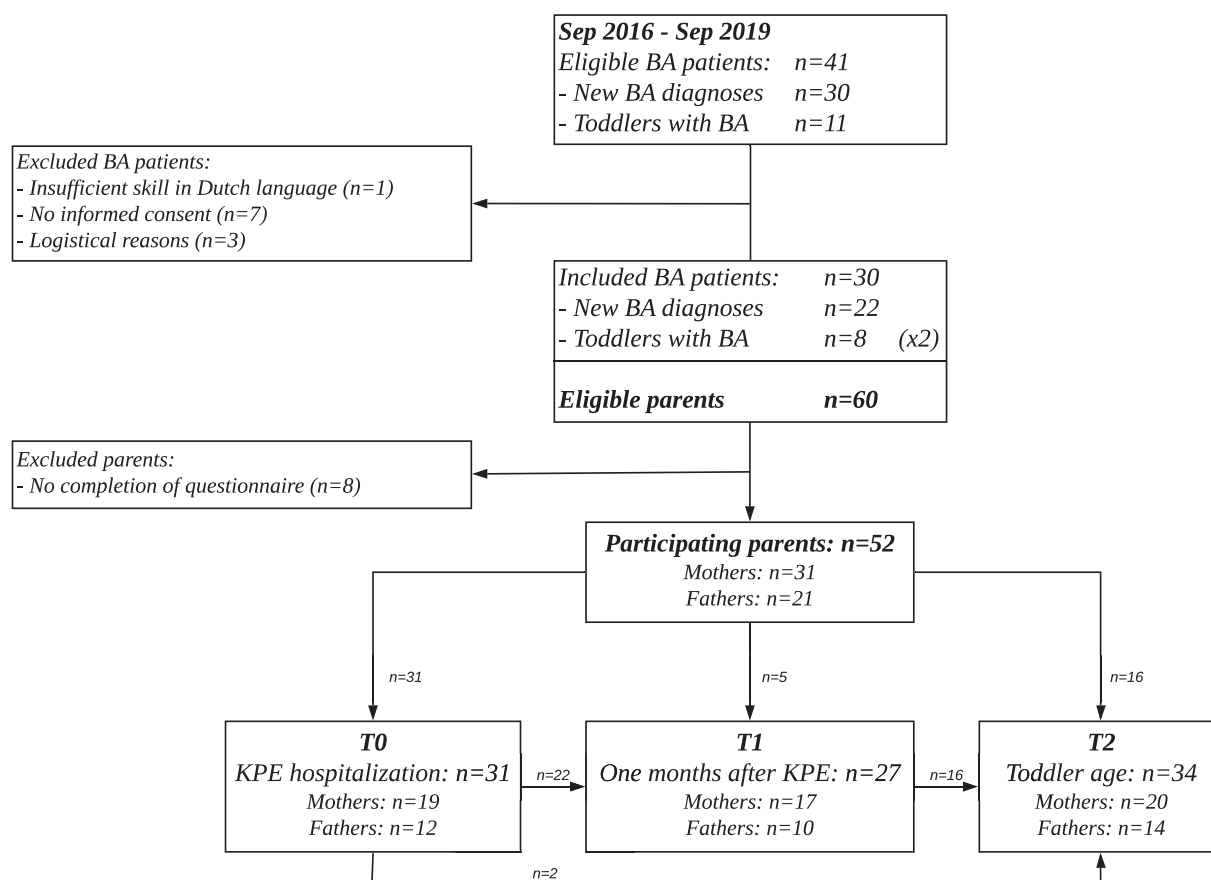 Sep 2016 - Sep 2019
Eligible BA patients: n=41
- New BA diagnoses n=30
- Toddlers with BA n=11
Excluded BA patients:
- Insufficient skill in Dutch language (n=1)
- No informed consent (n=7)
- Logistical reasons (n=3)
Included BA patients: n=30
- New BA diagnoses n=22
- Toddlers with BA n=8 (x2)
Eligible parents n=60
Excluded parents:
- No completion of questionnaire (n=8)
Participating parents: n=52
Mothers: n=31
Fathers: n=21
n=31
n=5
n=16
T0
KPE hospitalization: n=31
Mothers: n=19
Fathers: n=12
n=22
T1
One months after KPE: n=27
Mothers: n=17
Fathers: n=10
n=16
T2
Toddler age: n=34
Mothers: n=20
Fathers: n=14
n=2